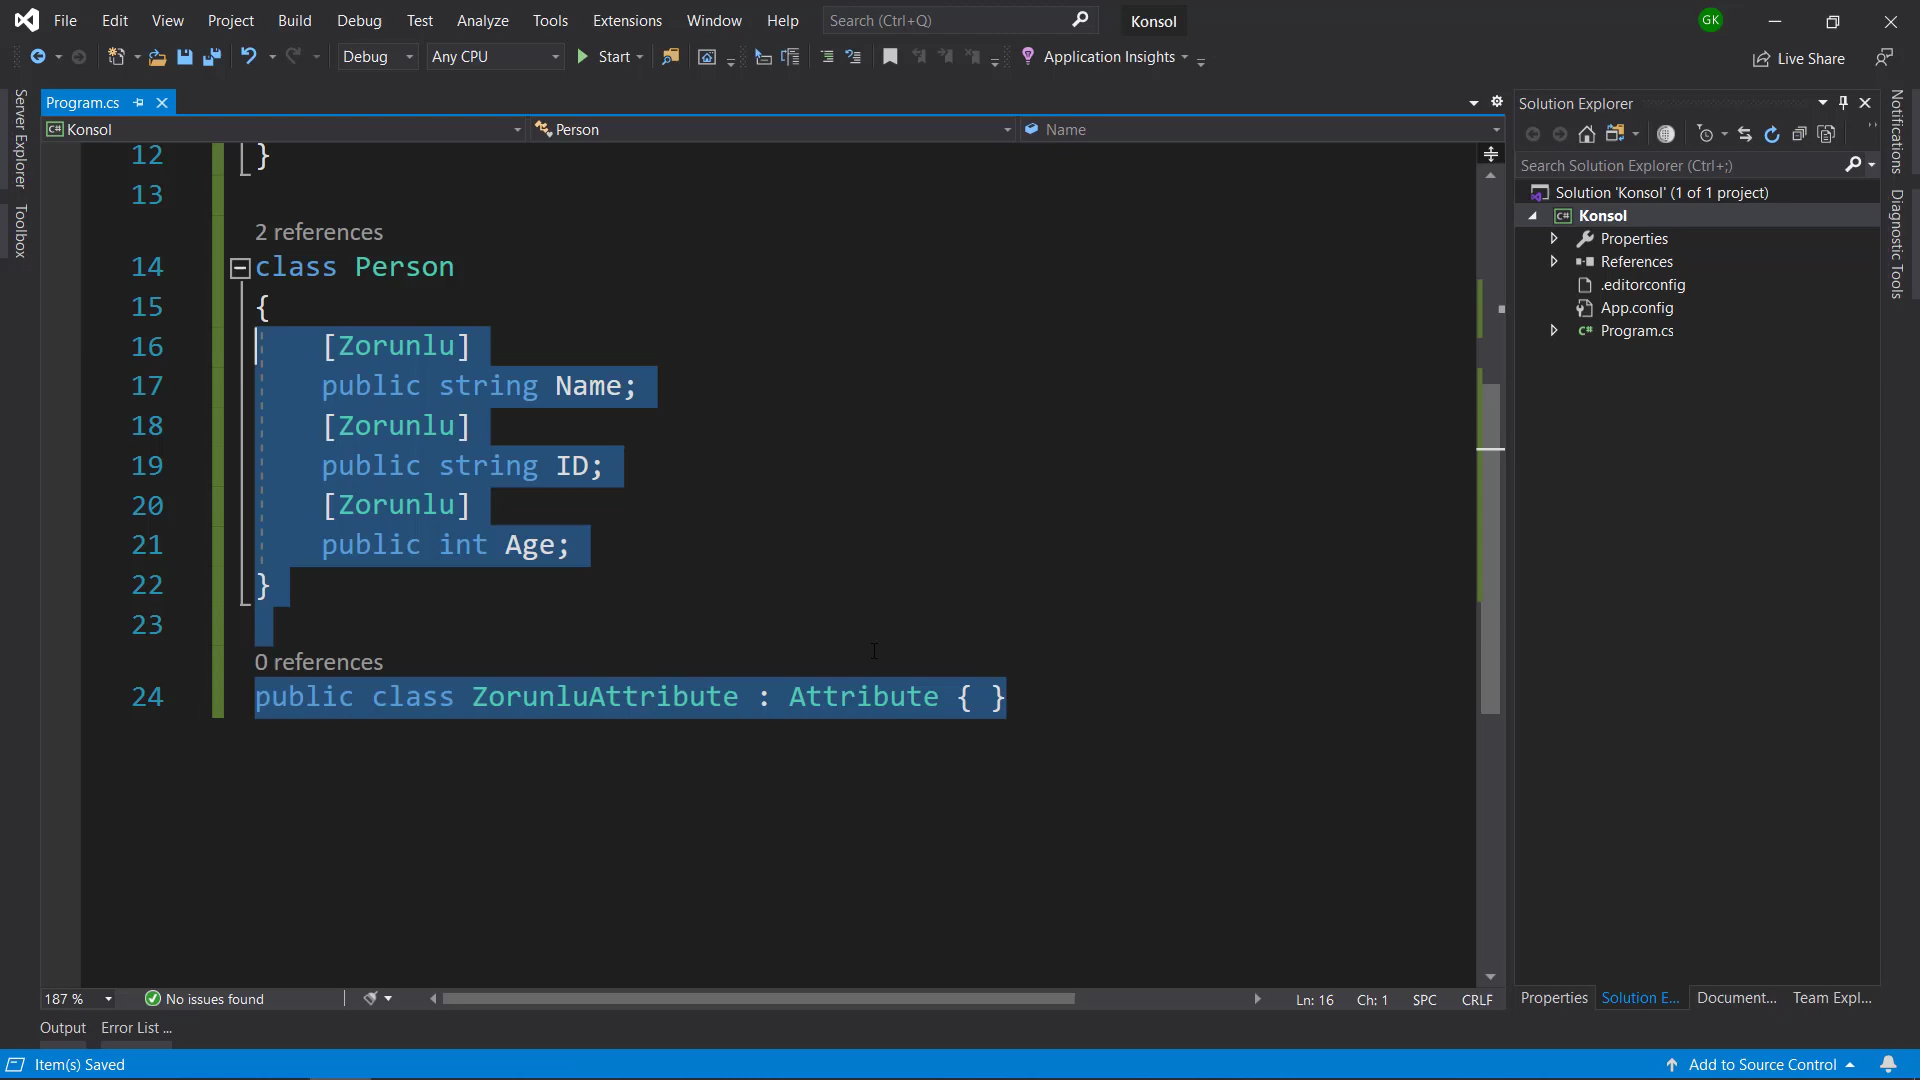 File Edit View Project Build Debug Test Analyze Tools Extensions Window Help Search (Ctrl+Q) Konsol GK
Debug Any CPU Start Application Insights Live Share
Server Explorer
Toolbox
Program.cs
Konsol Person Name
12 }
13
2 references
14 class Person
15 {
16 [Zorunlu]
17 public string Name;
18 [Zorunlu]
19 public string ID;
20 [Zorunlu]
21 public int Age;
22 }
23
0 references
24 public class ZorunluAttribute : Attribute { }
187 % No issues found Ln: 16 Ch: 1 SPC CRLF
Output Error List ...
Item(s) Saved Add to Source Control
Solution Explorer
Search Solution Explorer (Ctrl+;)
Solution 'Konsol' (1 of 1 project)
C# Konsol
Properties
References
.editorconfig
App.config
C# Program.cs
Properties Solution E... Document... Team Expl...
Notifications
Diagnostic Tools